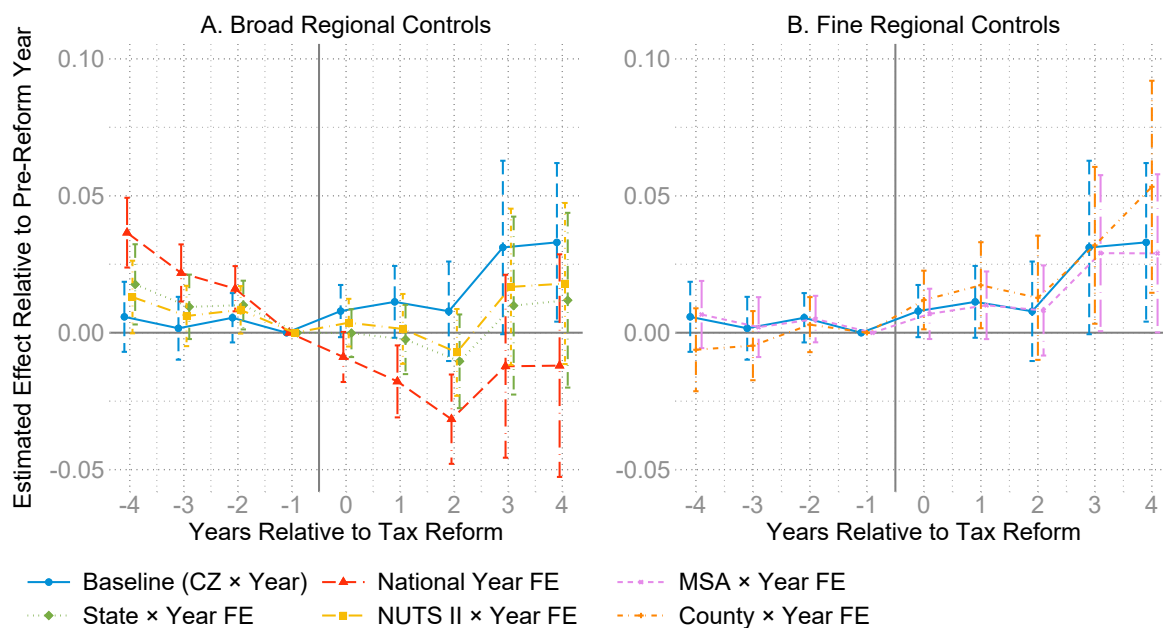 A. Broad Regional Controls
B. Fine Regional Controls
Estimated Effect Relative to Pre-Reform Year
0.10
0.05
0.00
-0.05
0.10
0.05
0.00
-0.05
-4 -3 -2 -1 0 1 2 3 4
-4 -3 -2 -1 0 1 2 3 4
Years Relative to Tax Reform
Years Relative to Tax Reform
Baseline (CZ × Year)
National Year FE
MSA × Year FE
State × Year FE
NUTS II × Year FE
County × Year FE